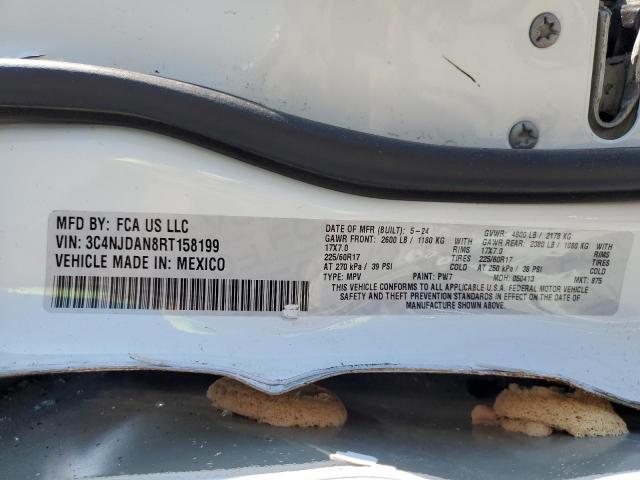 MFD BY: FCA US LLC
VIN: 3C4NJDAN8RT158199
VEHICLE MADE IN: MEXICO
DATE OF MFR (BUILT): 5-24
GVWR: 4800 LB / 2178 KG
GAWR FRONT: 2600 LB / 1180 KG WITH
GAWR REAR: 2380 LB / 1080 KG WITH
17X7.0 RIMS
17X7.0 RIMS
225/60R17 TIRES
225/60R17 TIRES
AT 270 kPa / 39 PSI COLD
AT 250 kPa / 36 PSI COLD
TYPE: MPV PAINT: PW7 MDH: 050413 MKT: 975
THIS VEHICLE CONFORMS TO ALL APPLICABLE U.S.A. FEDERAL MOTOR VEHICLE
SAFETY AND THEFT PREVENTION STANDARDS IN EFFECT ON THE DATE OF
MANUFACTURE SHOWN ABOVE.